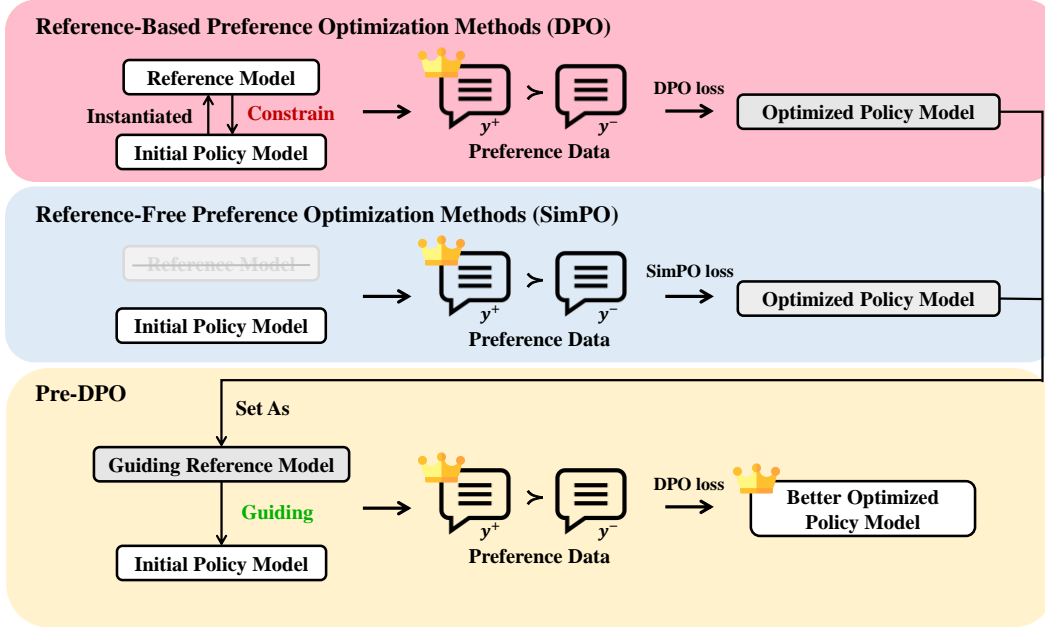 Reference-Based Preference Optimization Methods (DPO)
Reference Model
Instantiated
Constrain
Initial Policy Model
y⁺
≻
y⁻
Preference Data
DPO loss
Optimized Policy Model
Reference-Free Preference Optimization Methods (SimPO)
Reference Model
Initial Policy Model
y⁺
≻
y⁻
Preference Data
SimPO loss
Optimized Policy Model
Pre-DPO
Set As
Guiding Reference Model
Guiding
Initial Policy Model
y⁺
≻
y⁻
Preference Data
DPO loss
Better Optimized
Policy Model